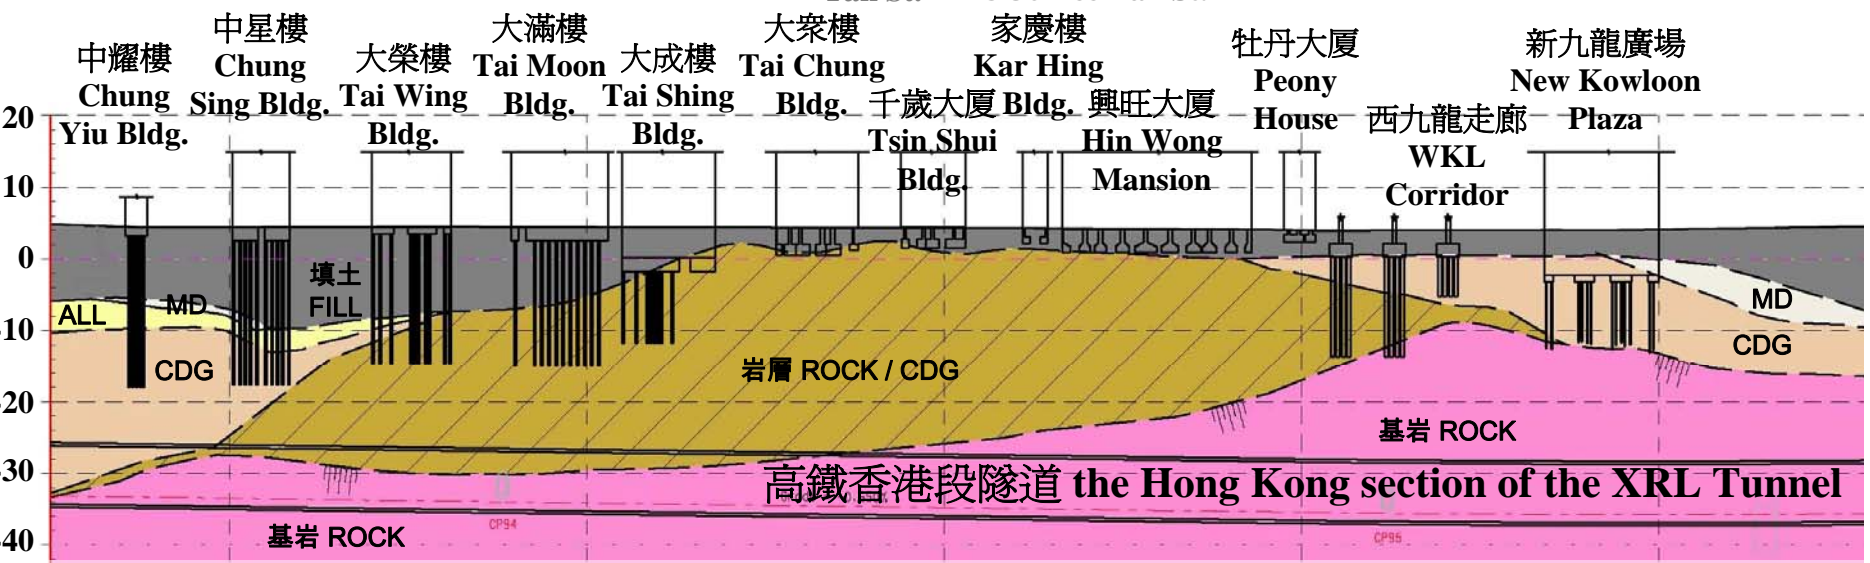 中耀樓
Chung
Yiu Bldg.
中星樓
Chung
Sing Bldg.
大榮樓
Tai Wing
Bldg.
大滿樓
Tai Moon
Bldg.
大成樓
Tai Shing
Bldg.
大衆樓
Tai Chung
Bldg.
千歲大厦
Tsin Shui
Bldg.
家慶樓
Kar Hing
Bldg.
興旺大厦
Hin Wong
Mansion
牡丹大厦
Peony
House
西九龍走廊
WKL
Corridor
新九龍廣場
New Kowloon
Plaza
20
10
0
10
20
30
40
ALL
MD
填土
FILL
CDG
岩層 ROCK / CDG
MD
CDG
基岩 ROCK
高鐵香港段隧道 the Hong Kong section of the XRL Tunnel
基岩 ROCK
CP94
CP95